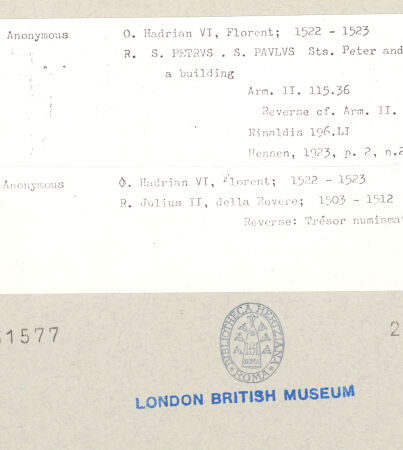 Anonymous O. Hadrian VI, Florent; 1522 - 1523
R. S. PETRVS . S. PAVLVS Sts. Peter and
a building
Arm. II. 115.36
Reverse cf. Arm. II.
Rinaldis 196.LI
Hensen, 1923, p. 2, n.2
Anonymous O. Hadrian VI, Florent; 1522 - 1523
R. Julius II, della Rovere; 1503 - 1512
Reverse: Trésor numisma
1577 2
BIBLIOTHECA HERTZIANA
ROMA
LONDON BRITISH MUSEUM